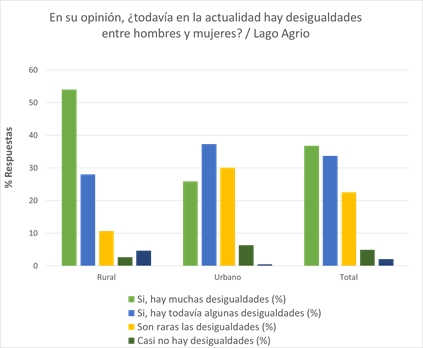 En su opinión, ¿todavía en la actualidad hay desigualdades
entre hombres y mujeres? / Lago Agrio
60
50
40
30
20
10
0
% Respuestas
Rural
Urbano
Total
Si, hay muchas desigualdades (%)
Si, hay todavía algunas desigualdades (%)
Son raras las desigualdades (%)
Casi no hay desigualdades (%)